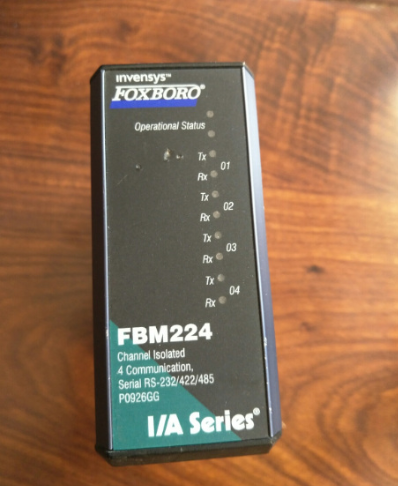 invensys™
FOXBORO®
Operational Status
Tx
01
Rx
Tx
02
Rx
Tx
03
Rx
Tx
04
Rx
FBM224
Channel Isolated
4 Communication,
Serial RS-232/422/485
P0926GG
I/A Series®